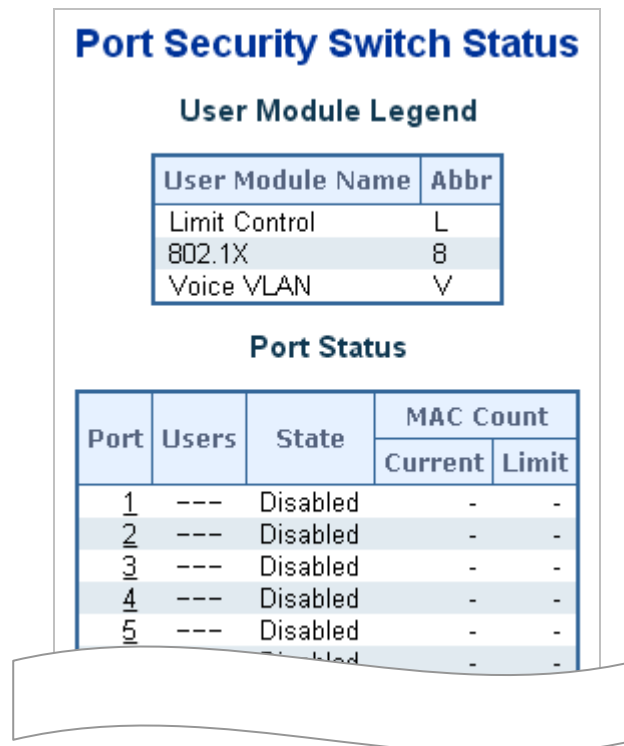 Port Security Switch Status
User Module Legend
User Module Name Abbr
Limit Control L
802.1X 8
Voice VLAN V
Port Status
Port Users State MAC Count
Current Limit
1 --- Disabled - -
2 --- Disabled - -
3 --- Disabled - -
4 --- Disabled - -
5 --- Disabled - -
- -